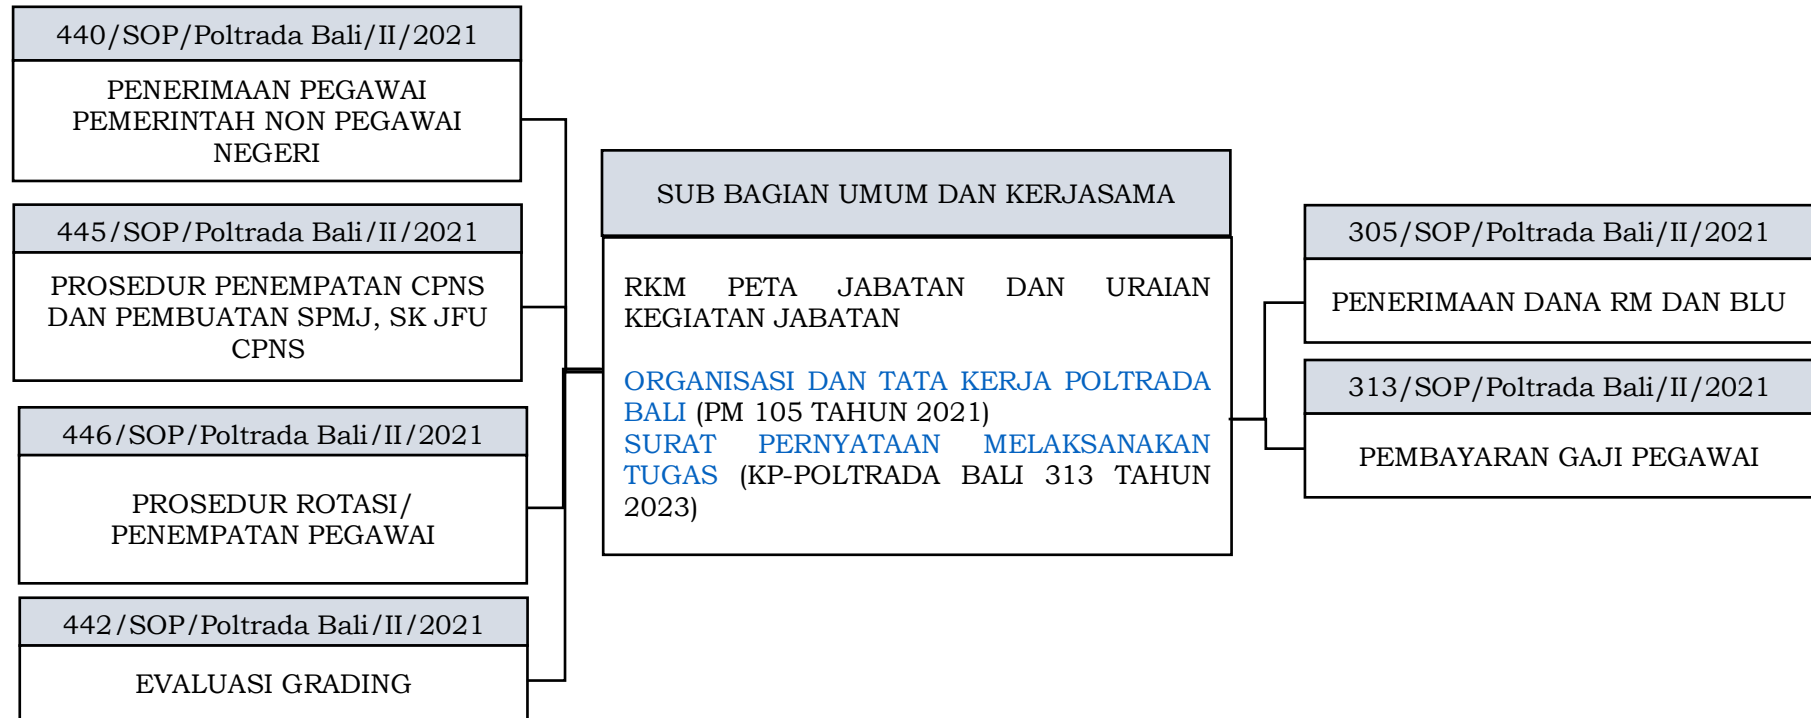 440/SOP/Poltrada Bali/II/2021
PENERIMAAN PEGAWAI
PEMERINTAH NON PEGAWAI
NEGERI
445/SOP/Poltrada Bali/II/2021
PROSEDUR PENEMPATAN CPNS
DAN PEMBUATAN SPMJ, SK JFU
CPNS
446/SOP/Poltrada Bali/II/2021
PROSEDUR ROTASI/
PENEMPATAN PEGAWAI
442/SOP/Poltrada Bali/II/2021
EVALUASI GRADING
SUB BAGIAN UMUM DAN KERJASAMA
RKM PETA JABATAN DAN URAIAN
KEGIATAN JABATAN
ORGANISASI DAN TATA KERJA POLTRADA
BALI (PM 105 TAHUN 2021)
SURAT PERNYATAAN MELAKSANAKAN
TUGAS (KP-POLTRADA BALI 313 TAHUN
2023)
305/SOP/Poltrada Bali/II/2021
PENERIMAAN DANA RM DAN BLU
313/SOP/Poltrada Bali/II/2021
PEMBAYARAN GAJI PEGAWAI